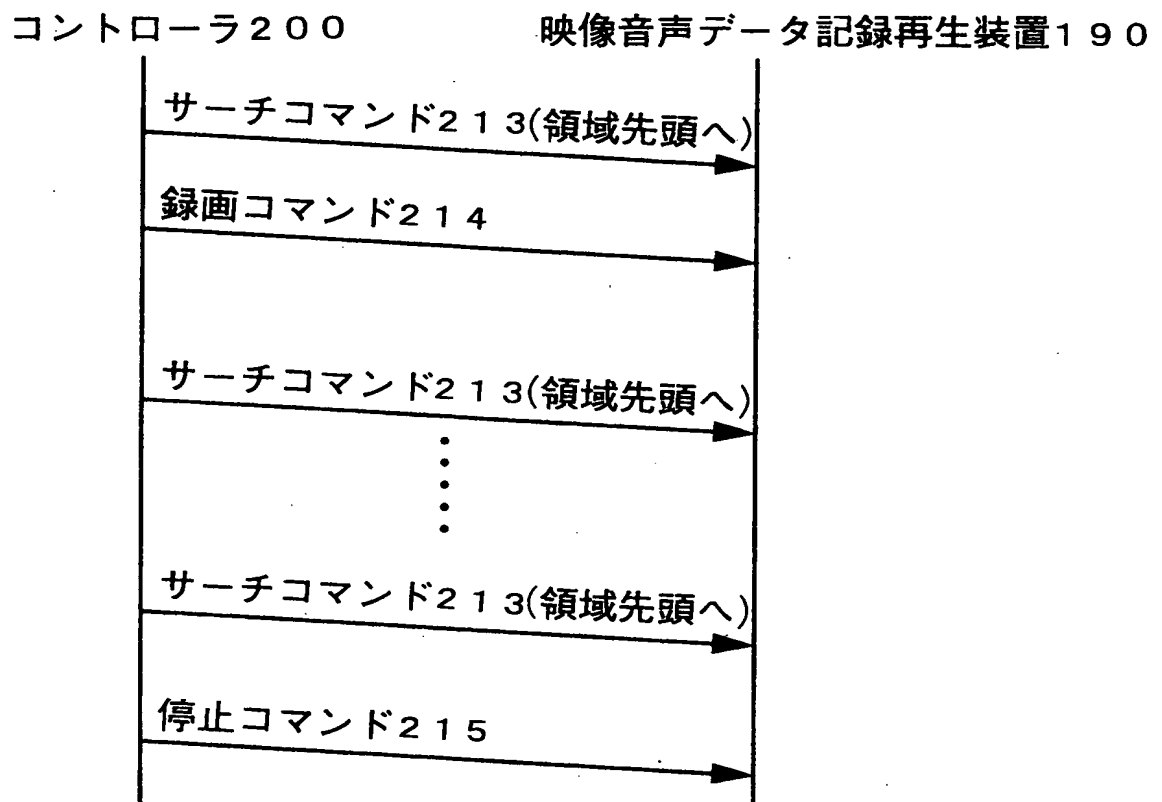 コントローラ２００
映像音声データ記録再生装置１９０
サーチコマンド２１３(領域先頭へ)
録画コマンド２１４
サーチコマンド２１３(領域先頭へ)
サーチコマンド２１３(領域先頭へ)
停止コマンド２１５